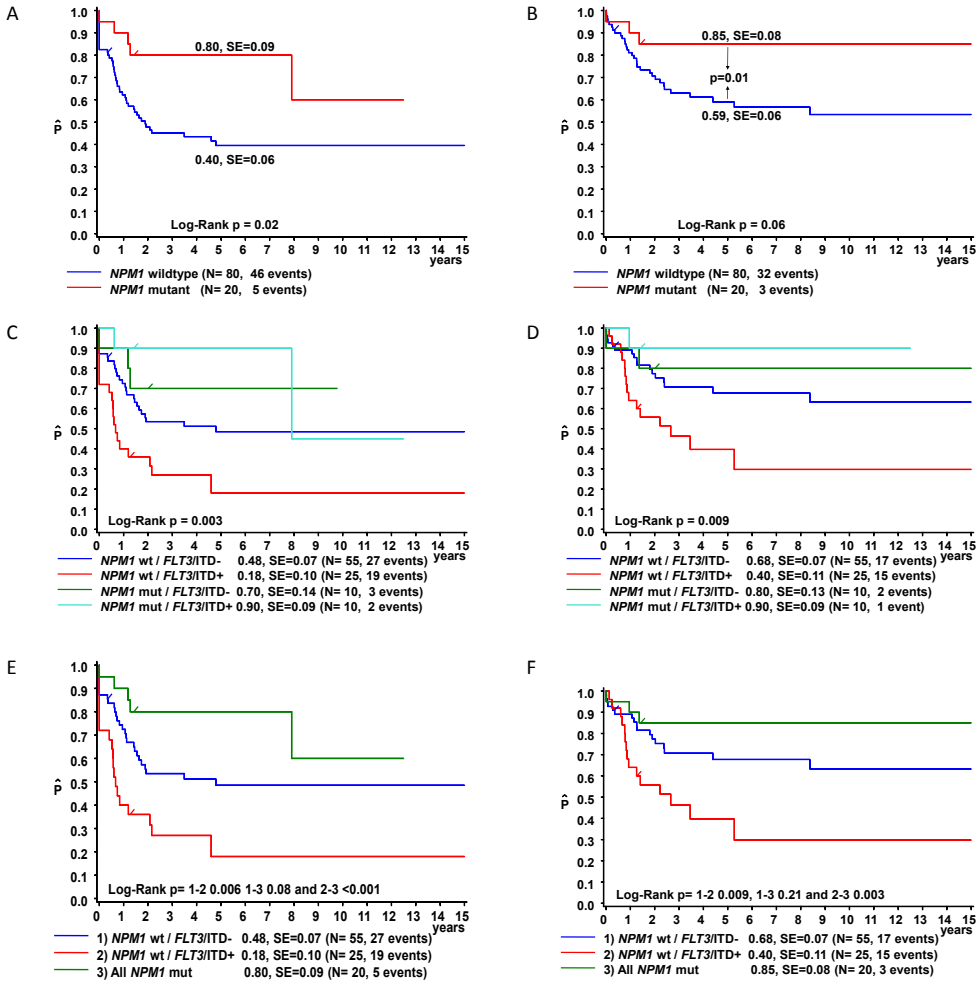 A
1.0
0.9
0.8
0.7
0.6
0.5
0.4
0.3
0.2
0.1
0.0
P̂
0.80, SE=0.09
0.40, SE=0.06
Log-Rank p = 0.02
0 1 2 3 4 5 6 7 8 9 10 11 12 13 14 15
years
NPM1 wildtype (N= 80, 46 events)
NPM1 mutant (N= 20, 5 events)
B
1.0
0.9
0.8
0.7
0.6
0.5
0.4
0.3
0.2
0.1
0.0
P̂
0.85, SE=0.08
p=0.01
0.59, SE=0.06
Log-Rank p = 0.06
0 1 2 3 4 5 6 7 8 9 10 11 12 13 14 15
years
NPM1 wildtype (N= 80, 32 events)
NPM1 mutant (N= 20, 3 events)
C
1.0
0.9
0.8
0.7
0.6
0.5
0.4
0.3
0.2
0.1
0.0
P̂
Log-Rank p = 0.003
0 1 2 3 4 5 6 7 8 9 10 11 12 13 14 15
years
NPM1 wt / FLT3/ITD- 0.48, SE=0.07 (N= 55, 27 events)
NPM1 wt / FLT3/ITD+ 0.18, SE=0.10 (N= 25, 19 events)
NPM1 mut / FLT3/ITD- 0.70, SE=0.14 (N= 10, 3 events)
NPM1 mut / FLT3/ITD+ 0.90, SE=0.09 (N= 10, 2 events)
D
1.0
0.9
0.8
0.7
0.6
0.5
0.4
0.3
0.2
0.1
0.0
P̂
Log-Rank p = 0.009
0 1 2 3 4 5 6 7 8 9 10 11 12 13 14 15
years
NPM1 wt / FLT3/ITD- 0.68, SE=0.07 (N= 55, 17 events)
NPM1 wt / FLT3/ITD+ 0.40, SE=0.11 (N= 25, 15 events)
NPM1 mut / FLT3/ITD- 0.80, SE=0.13 (N= 10, 2 events)
NPM1 mut / FLT3/ITD+ 0.90, SE=0.09 (N= 10, 1 event)
E
1.0
0.9
0.8
0.7
0.6
0.5
0.4
0.3
0.2
0.1
0.0
P̂
Log-Rank p= 1-2 0.006 1-3 0.08 and 2-3 <0.001
0 1 2 3 4 5 6 7 8 9 10 11 12 13 14 15
years
1) NPM1 wt / FLT3/ITD- 0.48, SE=0.07 (N= 55, 27 events)
2) NPM1 wt / FLT3/ITD+ 0.18, SE=0.10 (N= 25, 19 events)
3) All NPM1 mut 0.80, SE=0.09 (N= 20, 5 events)
F
1.0
0.9
0.8
0.7
0.6
0.5
0.4
0.3
0.2
0.1
0.0
P̂
Log-Rank p= 1-2 0.009, 1-3 0.21 and 2-3 0.003
0 1 2 3 4 5 6 7 8 9 10 11 12 13 14 15
years
1) NPM1 wt / FLT3/ITD- 0.68, SE=0.07 (N= 55, 17 events)
2) NPM1 wt / FLT3/ITD+ 0.40, SE=0.11 (N= 25, 15 events)
3) All NPM1 mut 0.85, SE=0.08 (N= 20, 3 events)